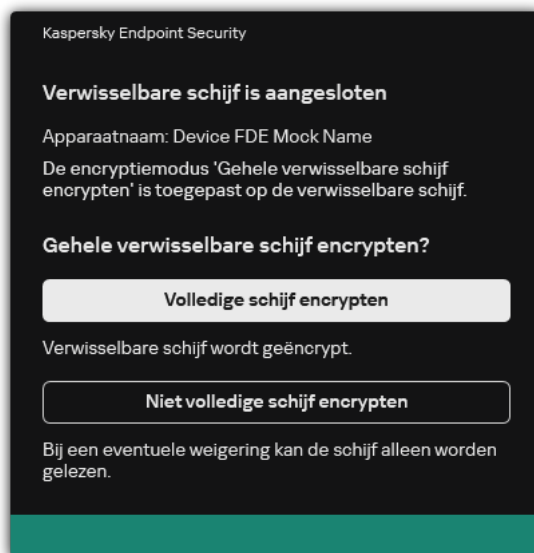 Kaspersky Endpoint Security
Verwisselbare schijf is aangesloten
Apparaatnaam: Device FDE Mock Name
De encryptiemodus 'Gehele verwisselbare schijf
encrypten' is toegepast op de verwisselbare schijf.
Gehele verwisselbare schijf encrypten?
Volledige schijf encrypten
Verwisselbare schijf wordt geëncrypt.
Niet volledige schijf encrypten
Bij een eventuele weigering kan de schijf alleen worden
gelezen.